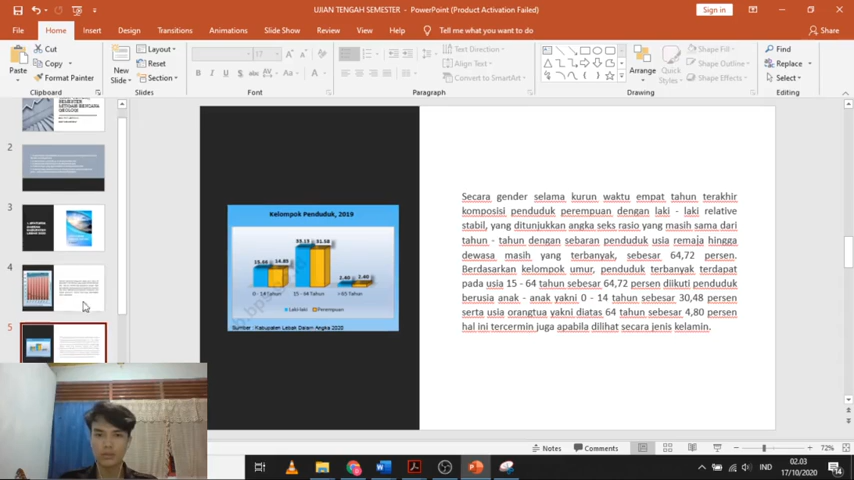 UJIAN TENGAH SEMESTER - PowerPoint (Product Activation Failed)
Sign in
File Home Insert Design Transitions Animations Slide Show Review View Help Tell me what you want to do
Share
Paste
Cut
Copy
Format Painter
Clipboard
New
Slide
Layout
Reset
Section
Slides
17
Font
Text Direction
Align Text
Convert to SmartArt
Paragraph
Arrange
Quick
Styles
Shape Fill
Shape Outline
Shape Effects
Drawing
Find
Replace
Select
Editing
SEMESTER
2
3
4
5
Kelompok Penduduk, 2019
33.13 31.58
2.40 2.40
0 - 14 Tahun 15 - 64 Tahun >65 Tahun
Laki-laki Perempuan
Sumber : Kabupaten Lebak Dalam Angka 2020
Secara gender selama kurun waktu empat tahun terakhir
komposisi penduduk perempuan dengan laki - laki relative
stabil, yang ditunjukkan angka seks rasio yang masih sama dari
tahun - tahun dengan sebaran penduduk usia remaja hingga
dewasa masih yang terbanyak, sebesar 64,72 persen.
Berdasarkan kelompok umur, penduduk terbanyak terdapat
pada usia 15 - 64 tahun sebesar 64,72 persen diikuti penduduk
berusia anak - anak yakni 0 - 14 tahun sebesar 30,48 persen
serta usia orangtua yakni diatas 64 tahun sebesar 4,80 persen
hal ini tercermin juga apabila dilihat secara jenis kelamin.
Notes Comments 72%
IND
02.03
17/10/2020